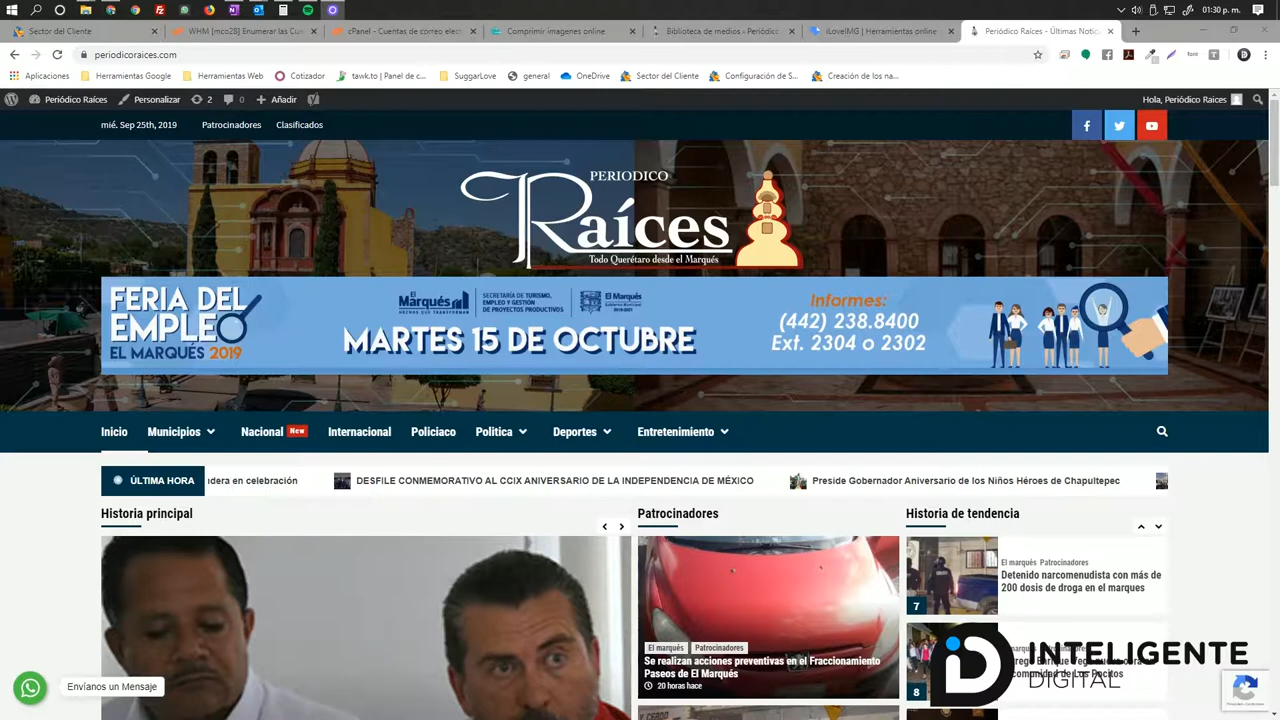 01:30 p. m.
Sector del Cliente
WHM [mco28] Enumerar las Cue
cPanel - Cuentas de correo elect
Comprimir imagenes online
Biblioteca de medios ‹ Periódico
iLoveIMG | Herramientas online
Periódico Raíces - Últimas Notic
periodicoraices.com
Aplicaciones
Herramientas Google
Herramientas Web
Cotizador
tawk.to | Panel de c...
SuggarLove
general
OneDrive
Sector del Cliente
Configuración de S...
Creación de los na...
Periódico Raíces
Personalizar
2
0
Añadir
Hola, Periódico Raices
mié. Sep 25th, 2019
Patrocinadores
Clasificados
PERIODICO
Raíces
Todo Querétaro desde el Marqués
FERIA DEL
EMPLEO
EL MARQUÉS 2019
El Marqués
HECHOS QUE TRANSFORMAN
SECRETARÍA DE TURISMO,
EMPLEO Y GESTIÓN
DE PROYECTOS PRODUCTIVOS
El Marqués
MARTES 15 DE OCTUBRE
Informes:
(442) 238.8400
Ext. 2304 o 2302
Inicio
Municipios
Nacional New
Internacional
Policiaco
Politica
Deportes
Entretenimiento
ÚLTIMA HORA
dera en celebración
DESFILE CONMEMORATIVO AL CCIX ANIVERSARIO DE LA INDEPENDENCIA DE MÉXICO
Preside Gobernador Aniversario de los Niños Héroes de Chapultepec
Historia principal
Patrocinadores
Historia de tendencia
El marqués Patrocinadores
Detenido narcomenudista con más de
200 dosis de droga en el marques
7
El marqués Patrocinadores
Se realizan acciones preventivas en el Fraccionamiento
Paseos de El Marqués
20 horas hace
8
INTELIGENTE
DIGITAL
Envíanos un Mensaje